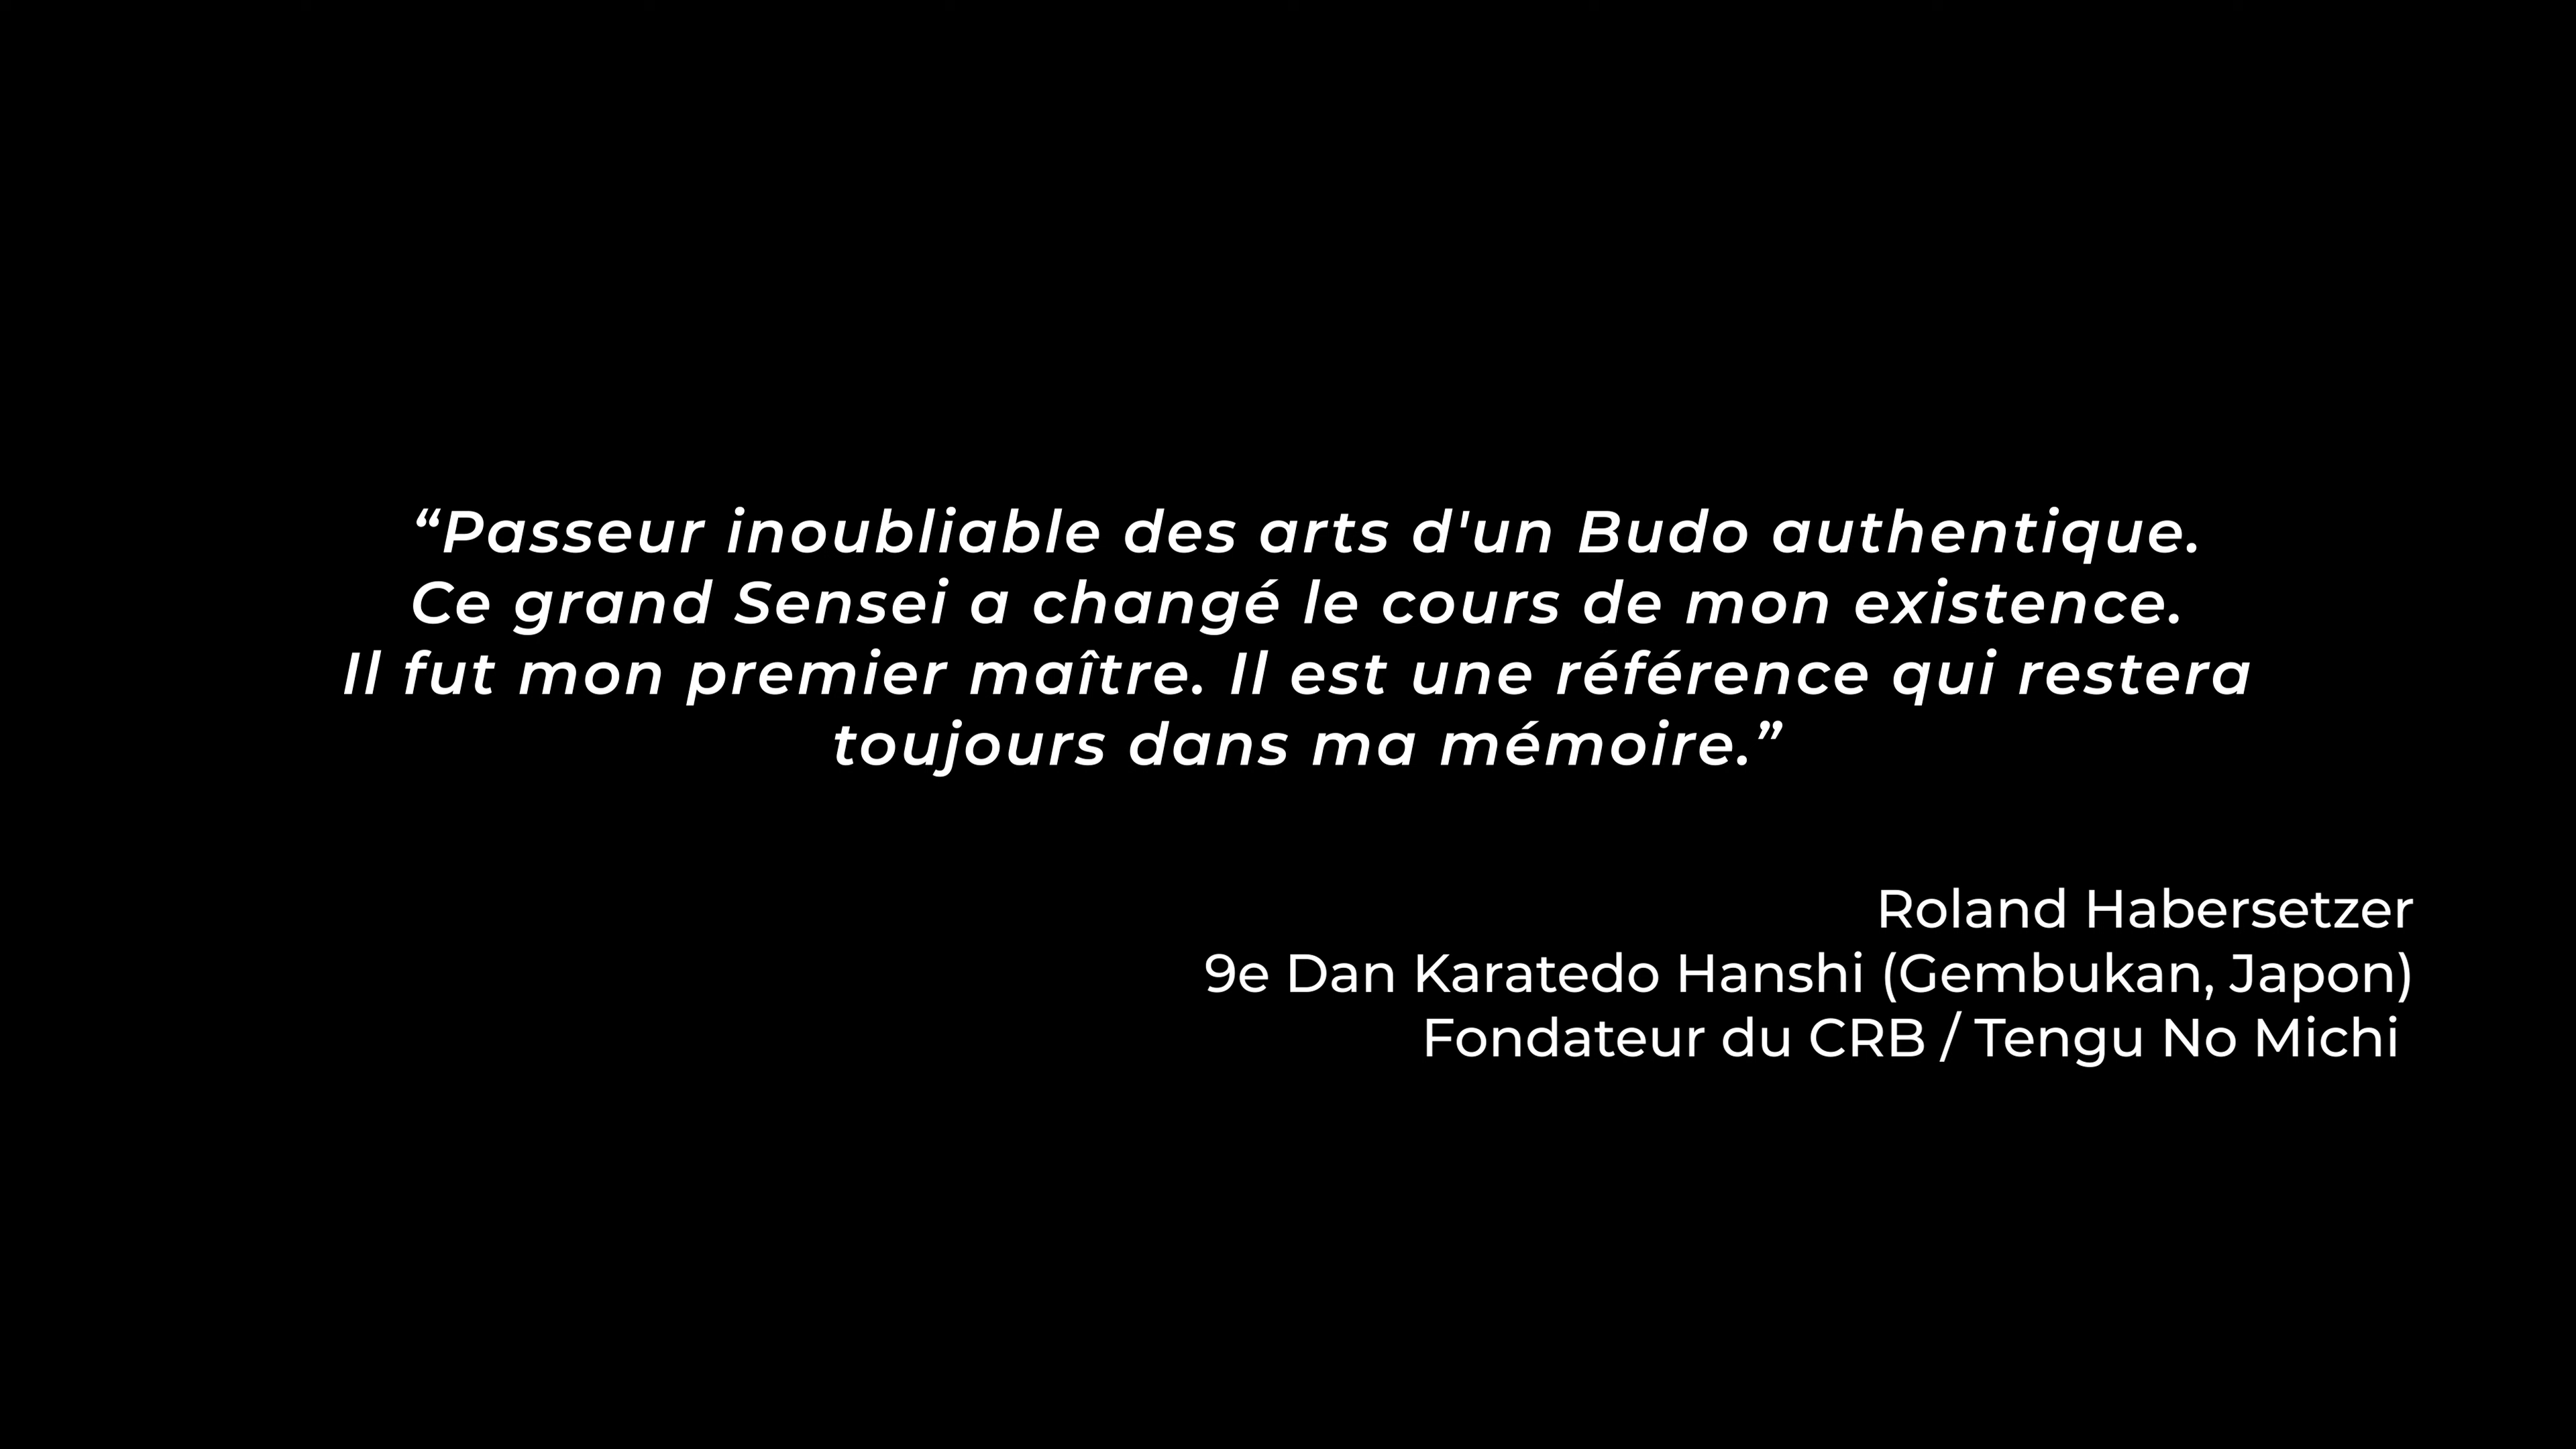 “Passeur inoubliable des arts d'un Budo authentique.
Ce grand Sensei a changé le cours de mon existence.
Il fut mon premier maître. Il est une référence qui restera
toujours dans ma mémoire.”
Roland Habersetzer
9e Dan Karatedo Hanshi (Gembukan, Japon)
Fondateur du CRB / Tengu No Michi